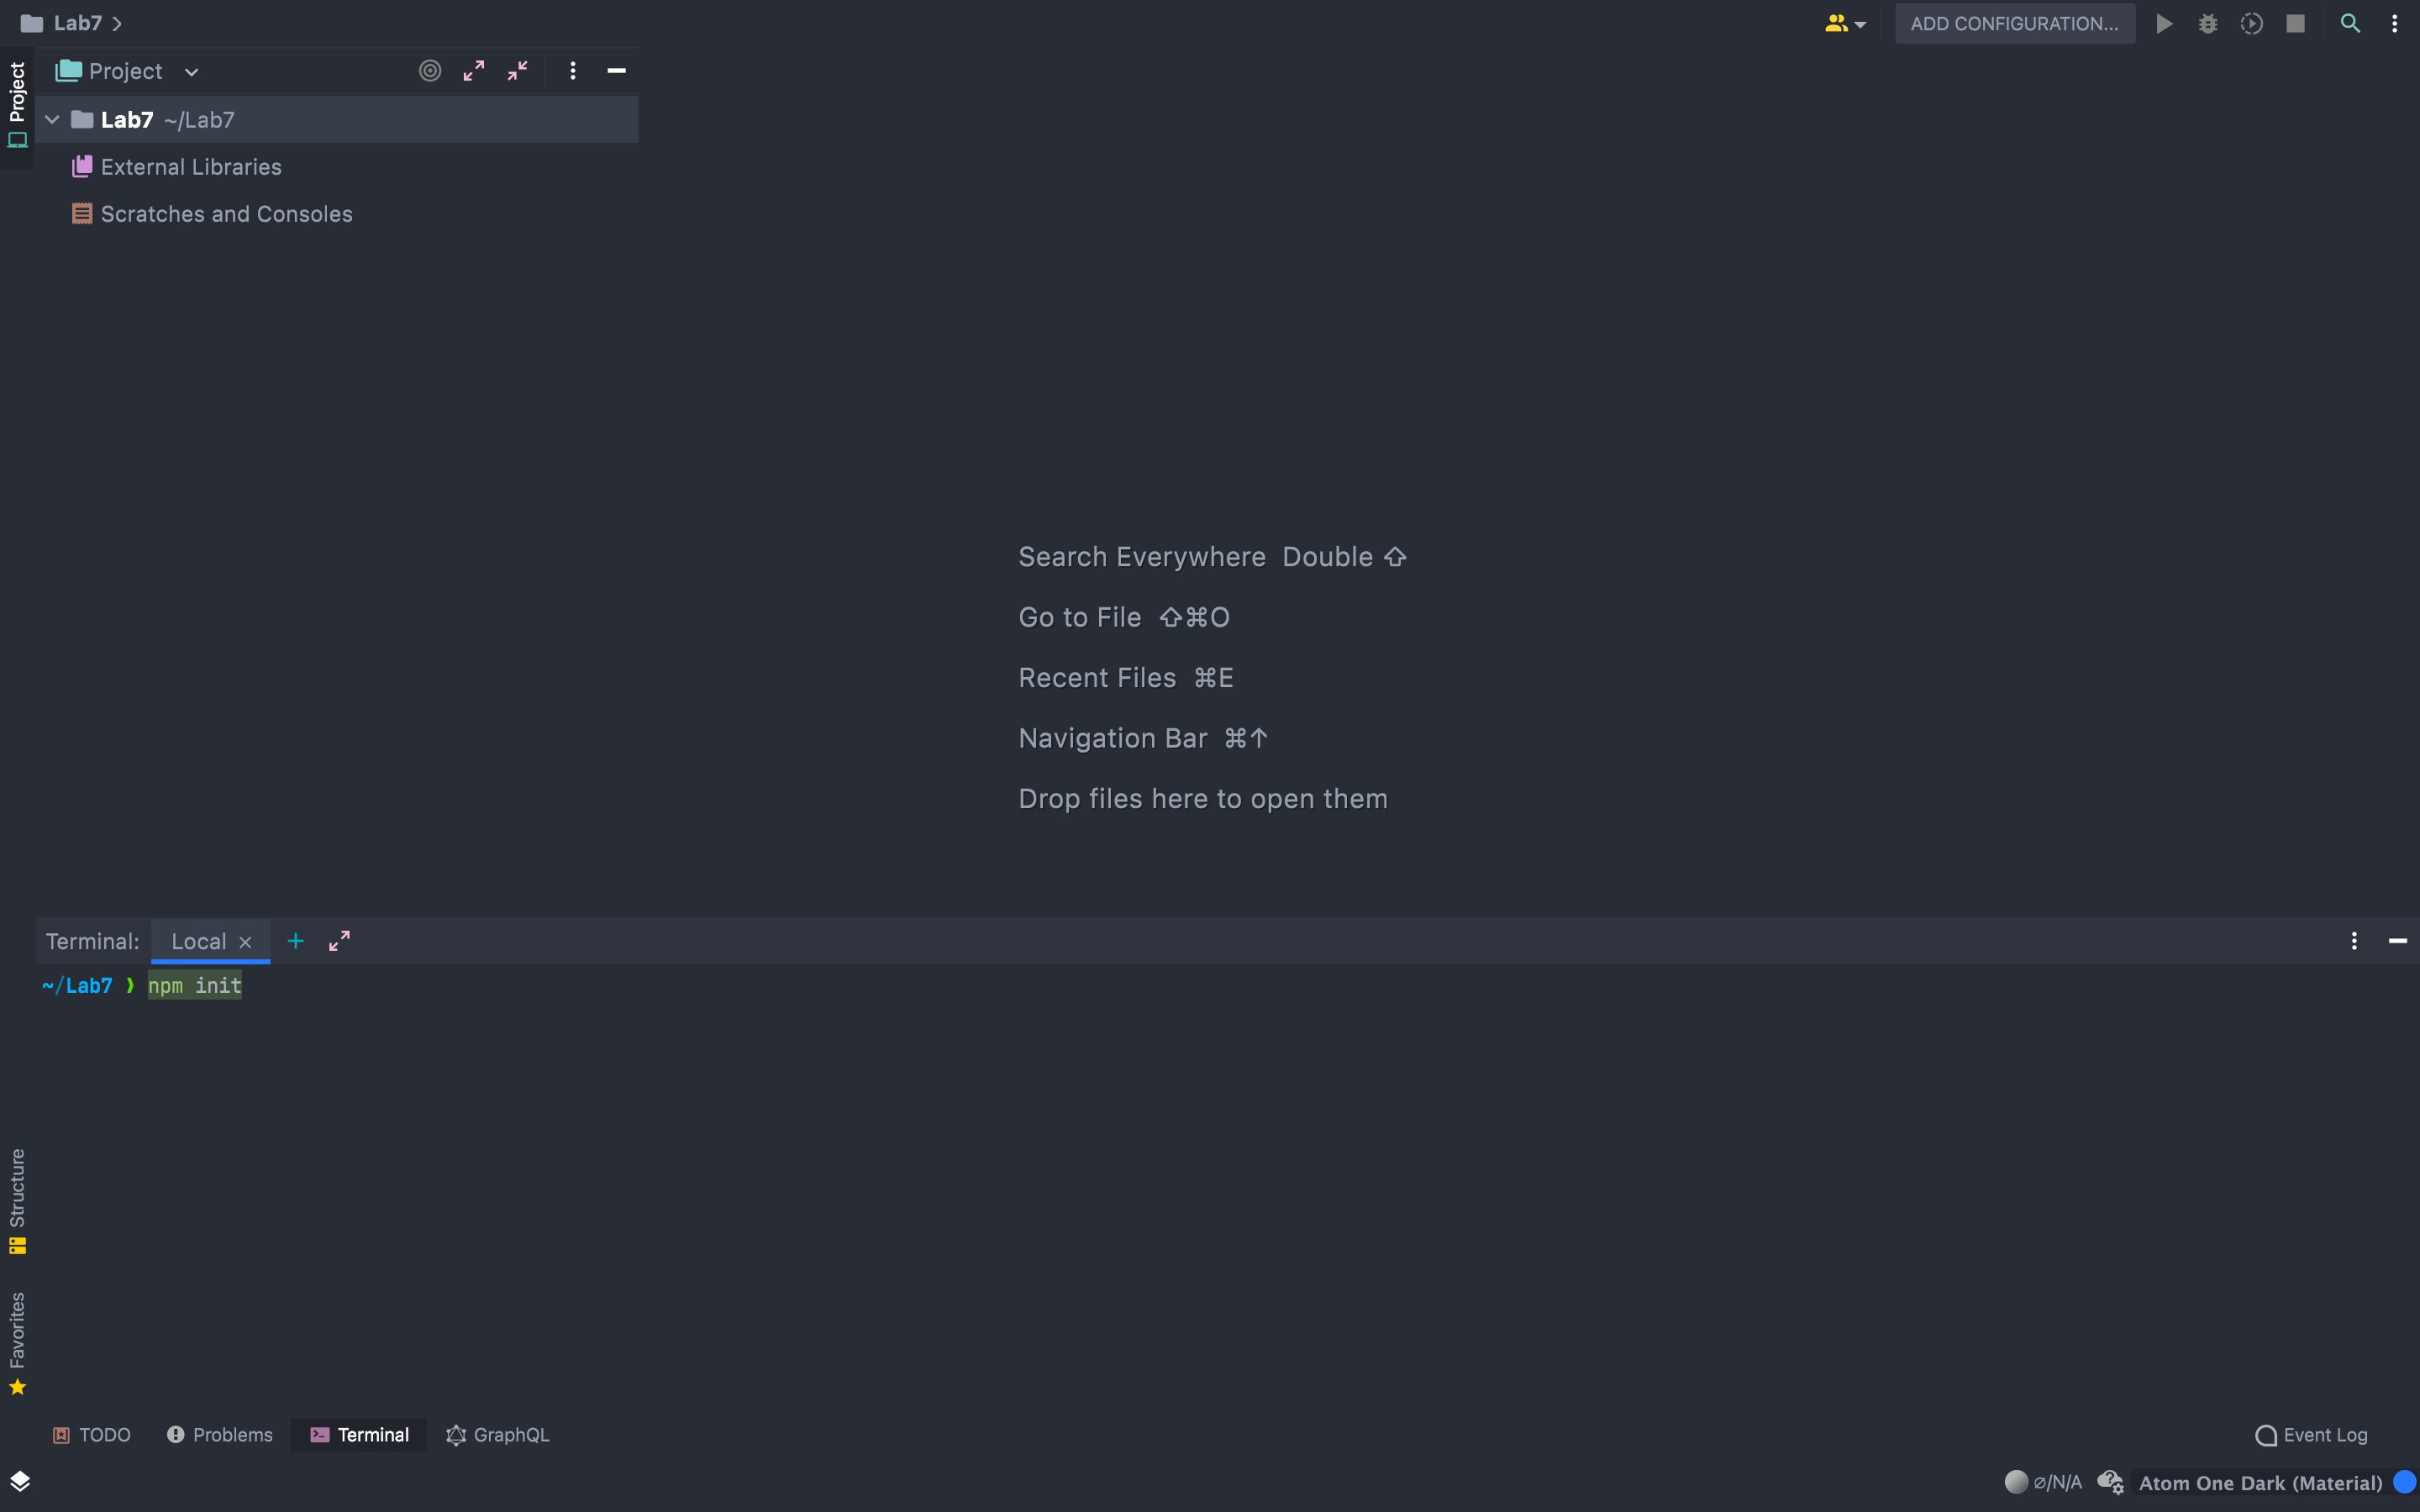 Lab7
ADD CONFIGURATION...
Project
Project
Lab7 ~/Lab7
External Libraries
Scratches and Consoles
Search Everywhere Double ⇧
Go to File ⇧⌘O
Recent Files ⌘E
Navigation Bar ⌘↑
Drop files here to open them
Terminal: Local × +
~/Lab7 ❯ npm init
Structure
Favorites
TODO Problems Terminal GraphQL Event Log
∅/N/A Atom One Dark (Material)